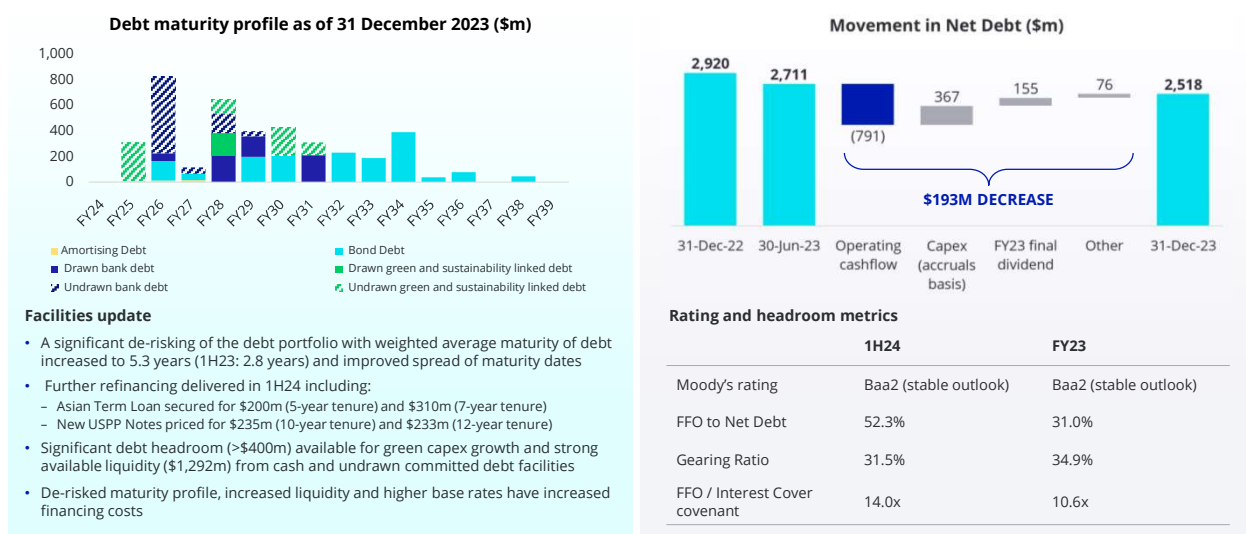 Debt maturity profile as of 31 December 2023 ($m)
1,000
800
600
400
200
0
FY24
FY25
FY26
FY27
FY28
FY29
FY30
FY31
FY32
FY33
FY34
FY35
FY36
FY37
FY38
FY39
Amortising Debt
Bond Debt
Drawn bank debt
Drawn green and sustainability linked debt
Undrawn bank debt
Undrawn green and sustainability linked debt
Facilities update
• A significant de-risking of the debt portfolio with weighted average maturity of debt
increased to 5.3 years (1H23: 2.8 years) and improved spread of maturity dates
• Further refinancing delivered in 1H24 including:
– Asian Term Loan secured for $200m (5-year tenure) and $310m (7-year tenure)
– New USPP Notes priced for $235m (10-year tenure) and $233m (12-year tenure)
• Significant debt headroom (>$400m) available for green capex growth and strong
available liquidity ($1,292m) from cash and undrawn committed debt facilities
• De-risked maturity profile, increased liquidity and higher base rates have increased
financing costs
Movement in Net Debt ($m)
2,920
2,711
(791)
367
155
76
2,518
$193M DECREASE
31-Dec-22
30-Jun-23
Operating
cashflow
Capex
(accruals
basis)
FY23 final
dividend
Other
31-Dec-23
Rating and headroom metrics
1H24 FY23
Moody's rating Baa2 (stable outlook) Baa2 (stable outlook)
FFO to Net Debt 52.3% 31.0%
Gearing Ratio 31.5% 34.9%
FFO / Interest Cover
covenant 14.0x 10.6x